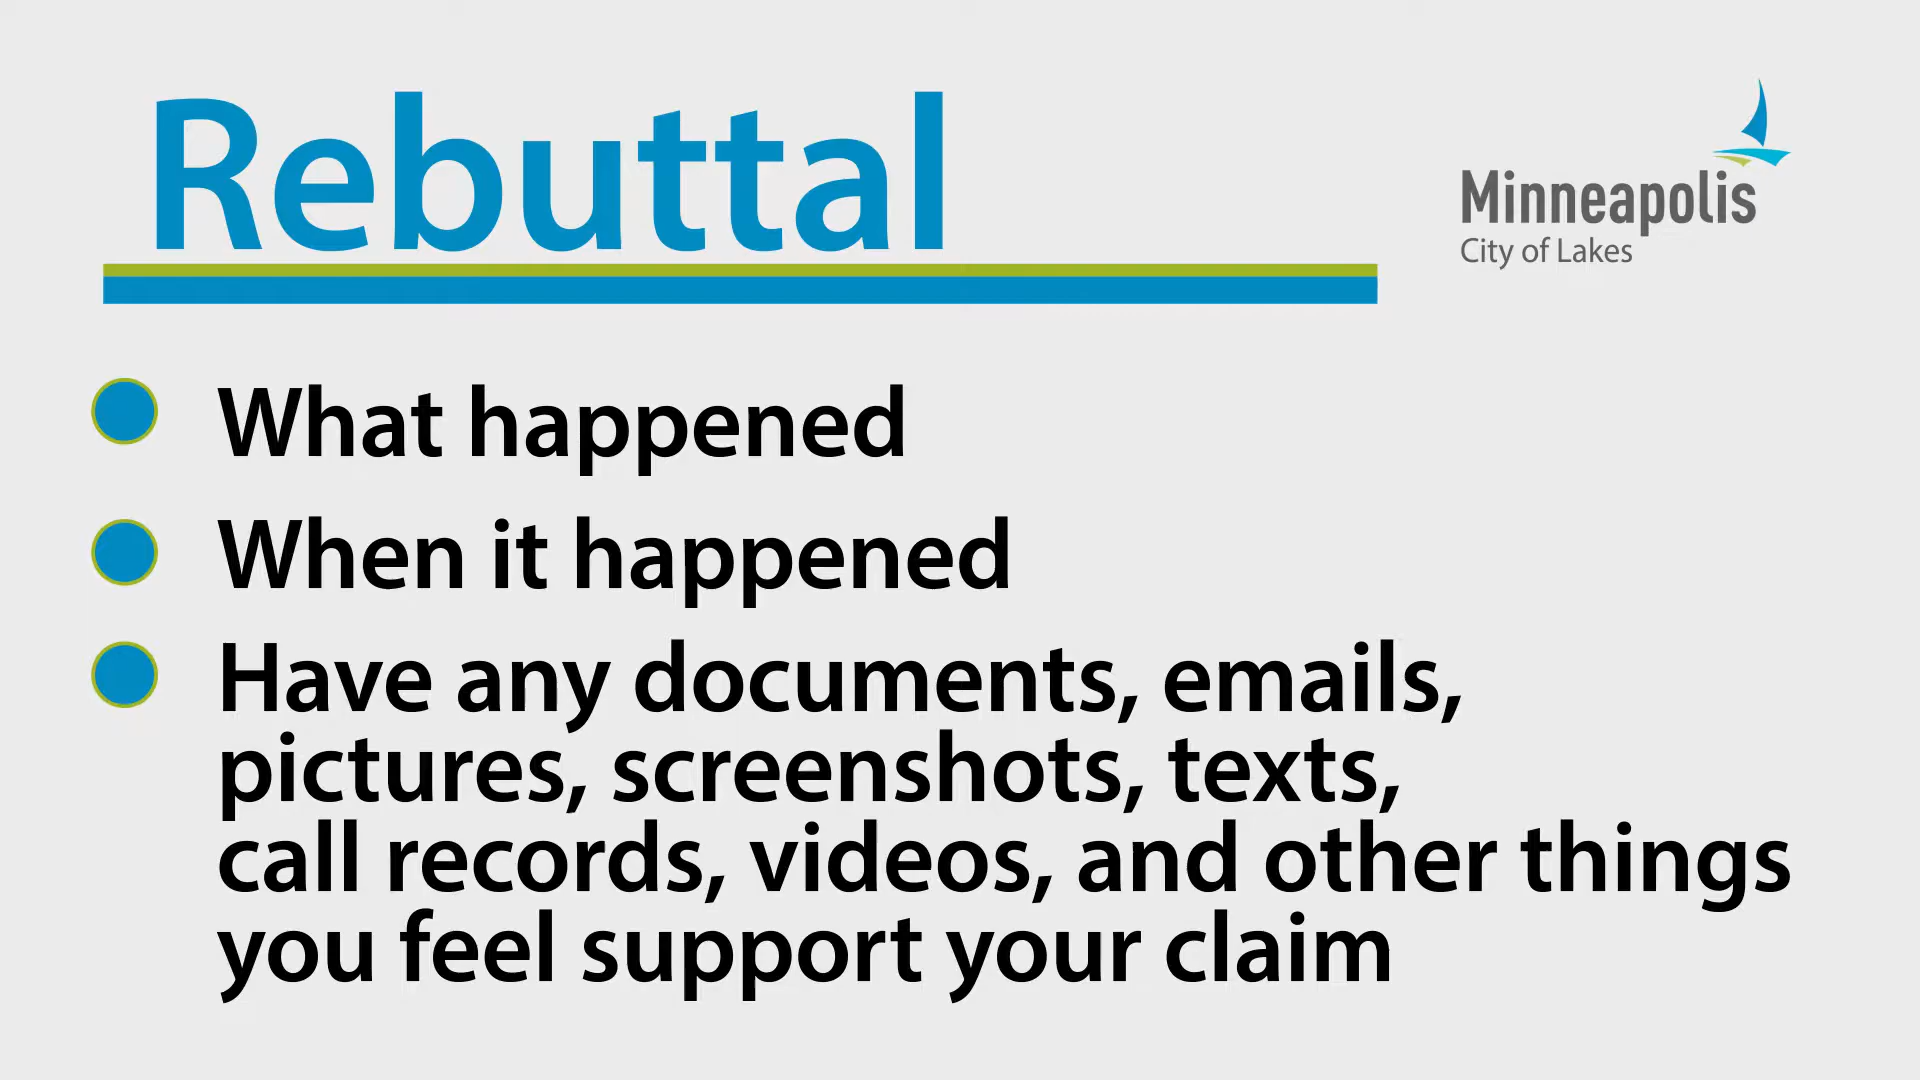 Rebuttal
Minneapolis
City of Lakes
What happened
When it happened
Have any documents, emails,
pictures, screenshots, texts,
call records, videos, and other things
you feel support your claim